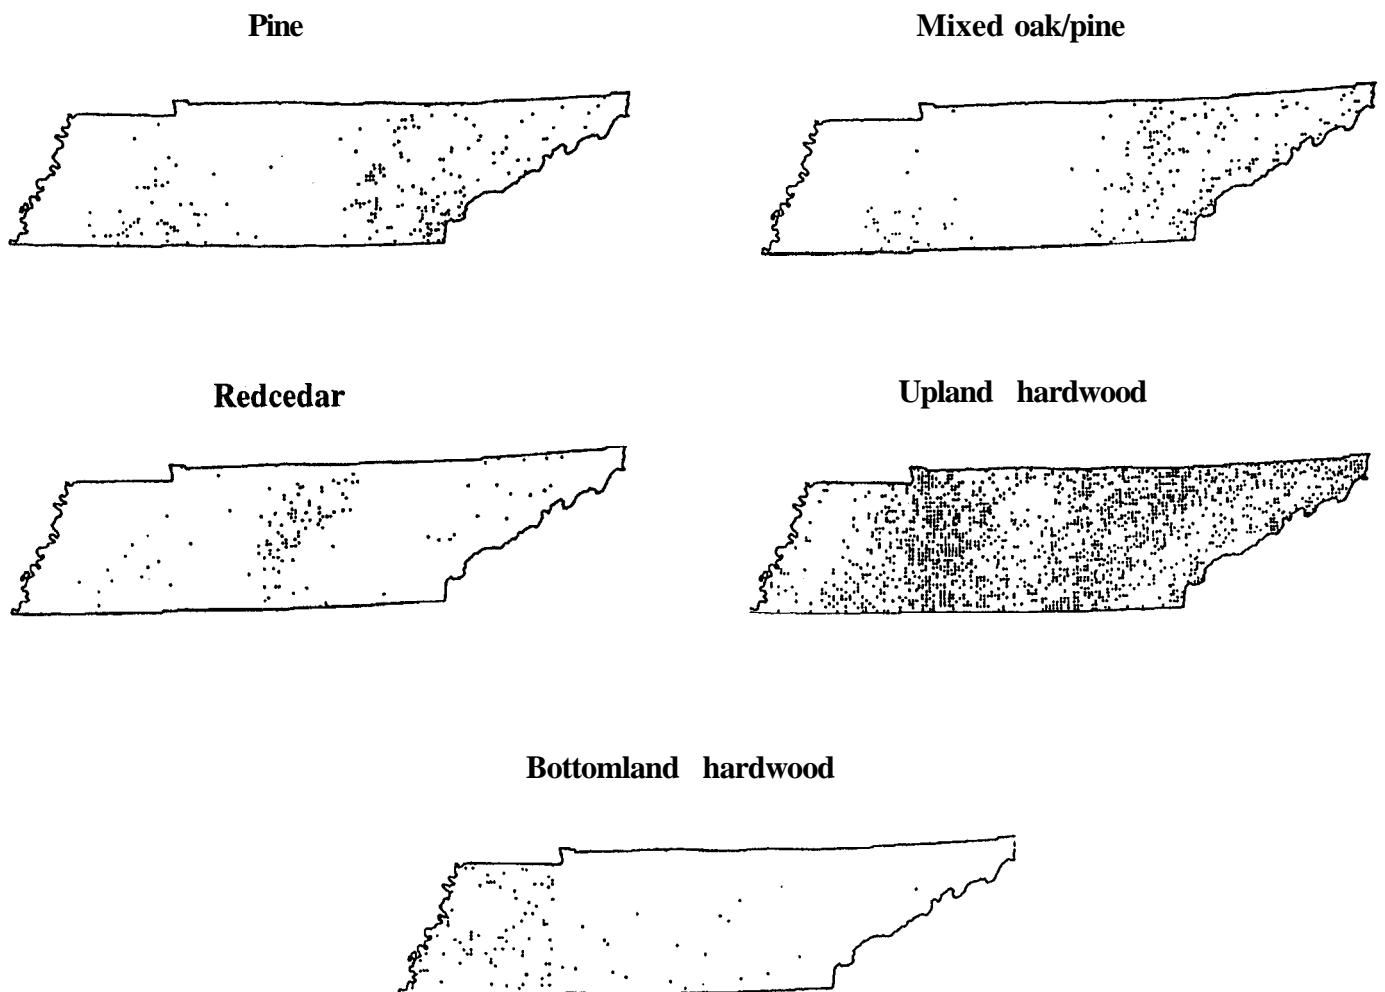 Pine
Mixed oak/pine
Redcedar
Upland hardwood
Bottomland hardwood